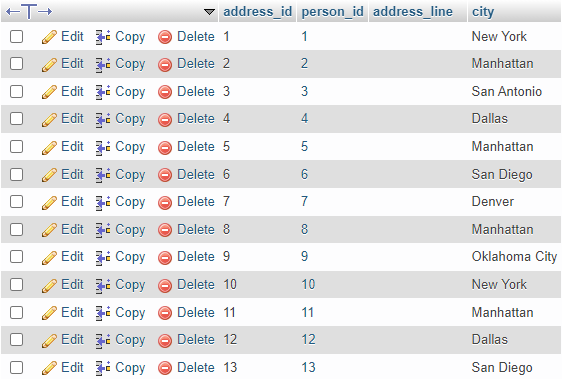 address_id person_id address_line city
Edit Copy Delete 1 1 New York
Edit Copy Delete 2 2 Manhattan
Edit Copy Delete 3 3 San Antonio
Edit Copy Delete 4 4 Dallas
Edit Copy Delete 5 5 Manhattan
Edit Copy Delete 6 6 San Diego
Edit Copy Delete 7 7 Denver
Edit Copy Delete 8 8 Manhattan
Edit Copy Delete 9 9 Oklahoma City
Edit Copy Delete 10 10 New York
Edit Copy Delete 11 11 Manhattan
Edit Copy Delete 12 12 Dallas
Edit Copy Delete 13 13 San Diego